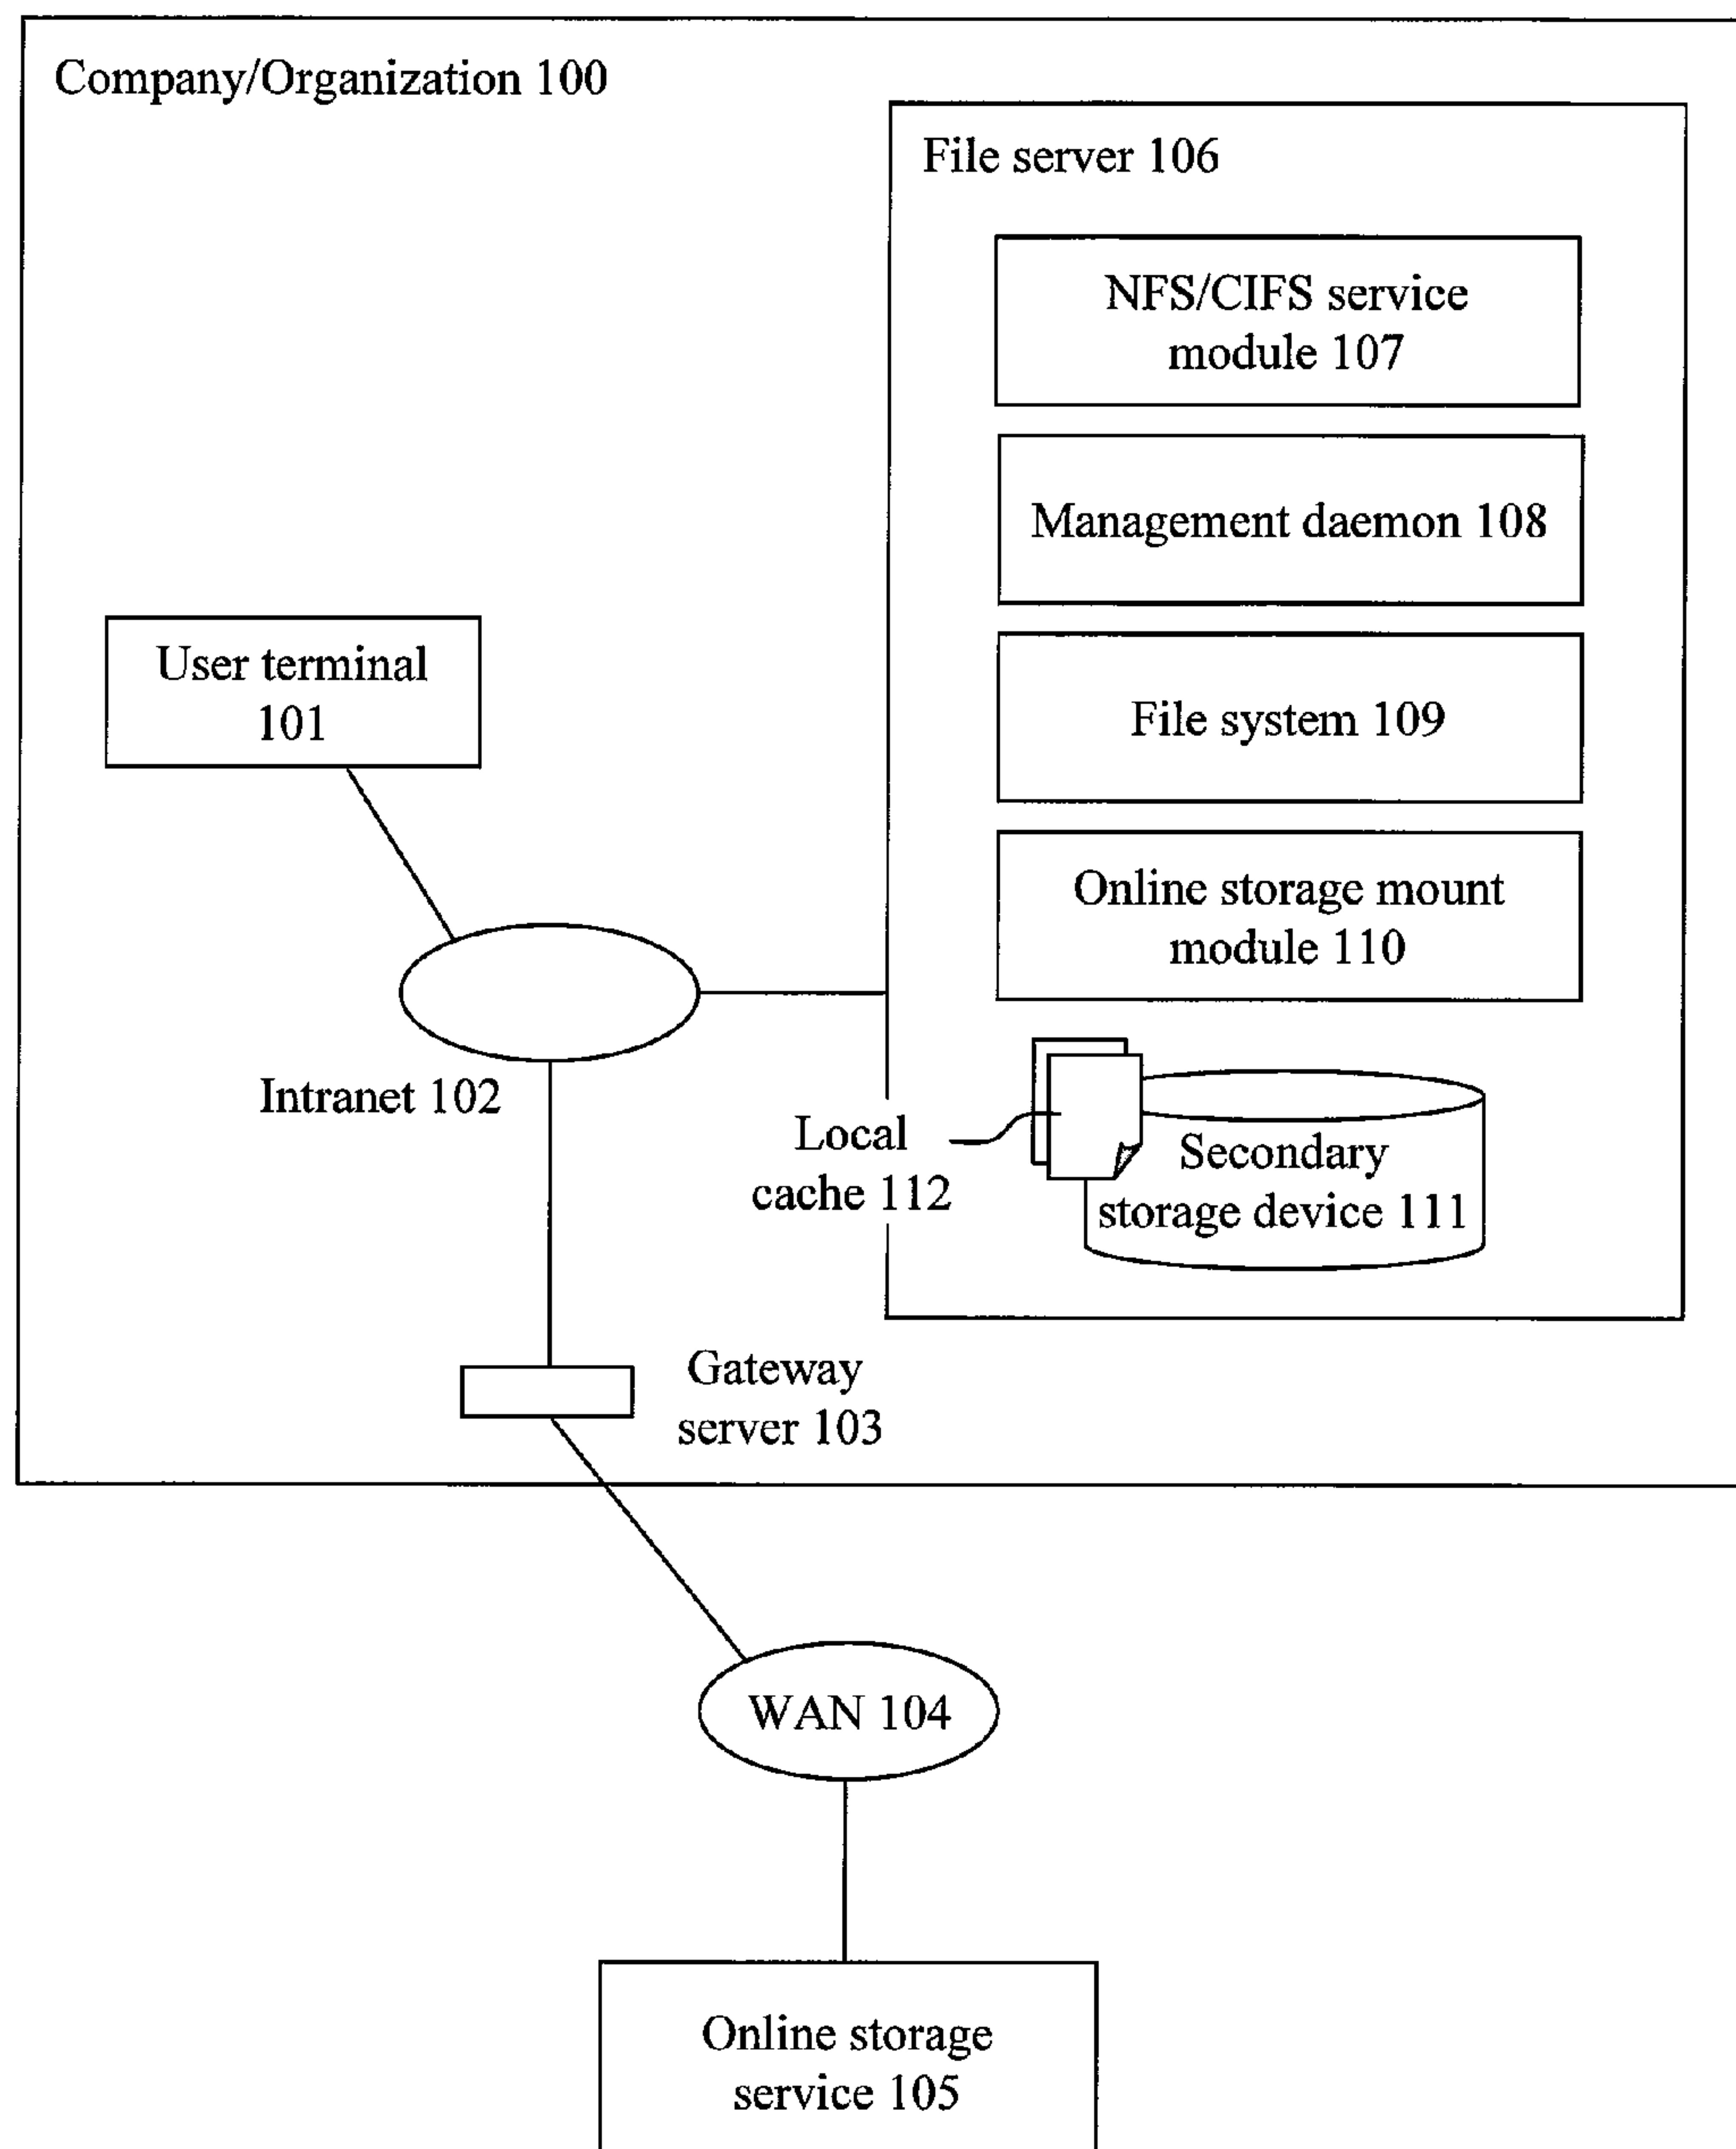 Company/Organization 100
File server 106
NFS/CIFS service
module 107
Management daemon 108
User terminal
101
File system 109
Online storage mount
module 110
Intranet 102
Local
cache 112
Secondary
storage device 111
Gateway
server 103
WAN 104
Online storage
service 105